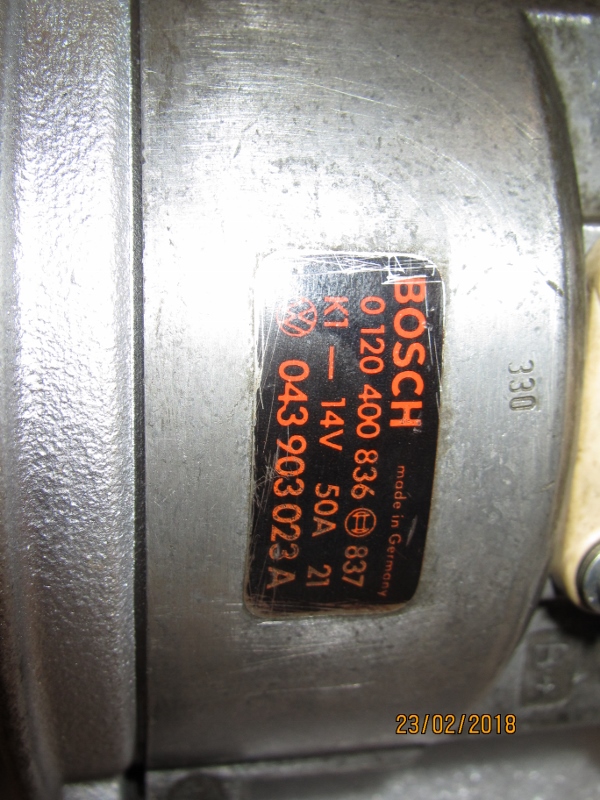 BOSCH made in Germany
0 120 400 836 837
K1 — 14V 50A 21
043 903 023 A
330
23/02/2018